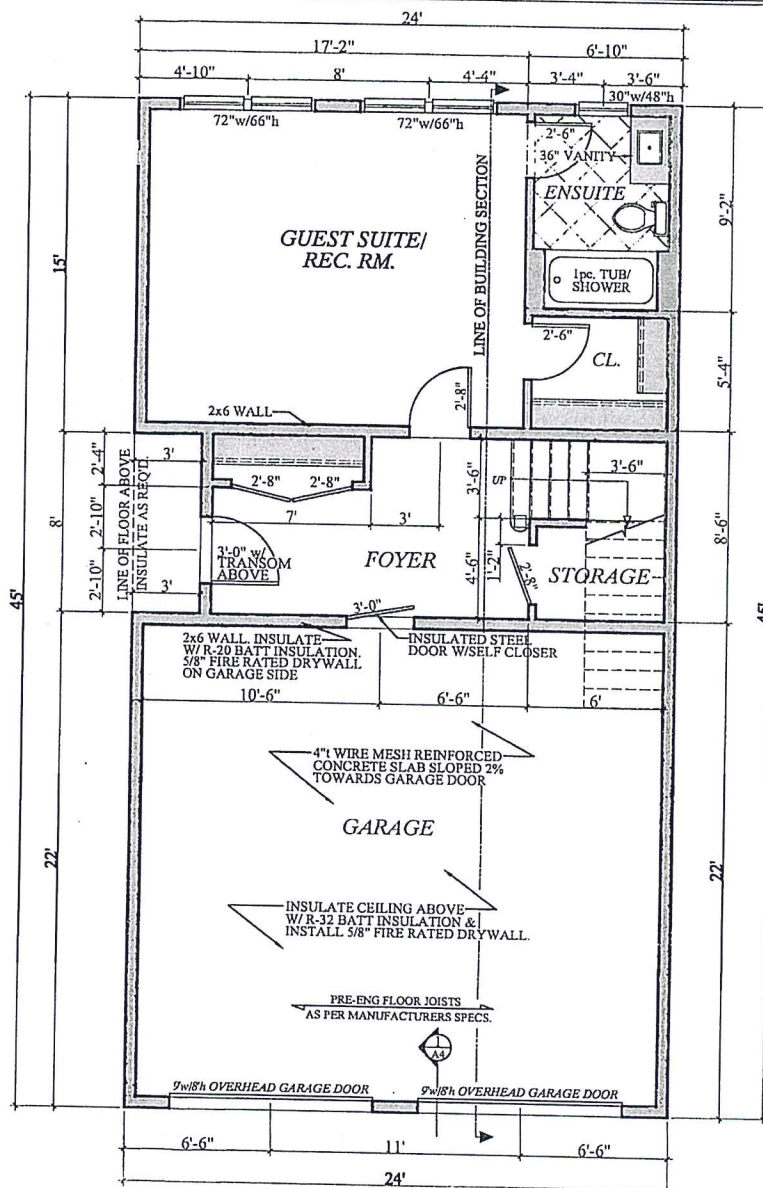 24'
17'-2"
6'-10"
4'-10"
8'
4'-4"
3'-4"
3'-6"
30"w/48"h
72"w/66"h
72"w/66"h
2'-6"
36" VANITY
ENSUITE
9'-2"
GUEST SUITE/
REC. RM.
LINE OF BUILDING SECTION
1pc. TUB/
SHOWER
15'
2'-6"
CL.
5'-4"
2'-8"
2x6 WALL
45'
8'
2'-4"
2'-10"
2'-10"
LINE OF FLOOR ABOVE
INSULATE AS REQ'D.
3'
3'
2'-8"
2'-8"
7'
3'
3'-6"
UP
3'-6"
8'-6"
3'-0" w/
TRANSOM
ABOVE
FOYER
4'-6"
1'-2"
2'-8"
STORAGE
3'-0"
45'
2x6 WALL. INSULATE
W/ R-20 BATT INSULATION.
5/8" FIRE RATED DRYWALL
ON GARAGE SIDE
INSULATED STEEL
DOOR W/SELF CLOSER
10'-6"
6'-6"
6'
4"t WIRE MESH REINFORCED
CONCRETE SLAB SLOPED 2%
TOWARDS GARAGE DOOR
GARAGE
22'
22'
INSULATE CEILING ABOVE
W/ R-32 BATT INSULATION &
INSTALL 5/8" FIRE RATED DRYWALL.
PRE-ENG FLOOR JOISTS
AS PER MANUFACTURERS SPECS.
1
A4
9'w/8'h OVERHEAD GARAGE DOOR
9'w/8'h OVERHEAD GARAGE DOOR
6'-6"
11'
6'-6"
24'